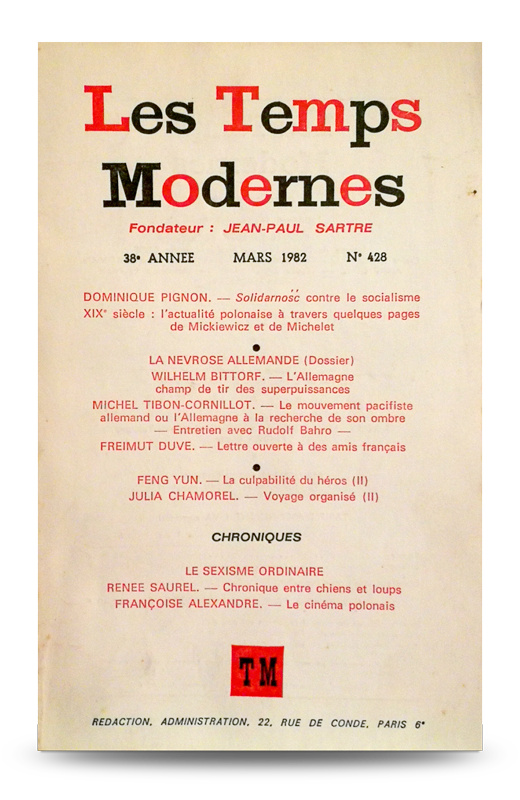 Les Temps
Modernes
Fondateur : JEAN-PAUL SARTRE
38e ANNEE MARS 1982 N° 428
DOMINIQUE PIGNON. — Solidarność contre le socialisme
XIXe siècle : l'actualité polonaise à travers quelques pages
de Mickiewicz et de Michelet
●
LA NEVROSE ALLEMANDE (Dossier)
WILHELM BITTORF. — L'Allemagne
champ de tir des superpuissances
MICHEL TIBON-CORNILLOT. — Le mouvement pacifiste
allemand ou l'Allemagne à la recherche de son ombre
— Entretien avec Rudolf Bahro —
FREIMUT DUVE. — Lettre ouverte à des amis français
●
FENG YUN. — La culpabilité du héros (II)
JULIA CHAMOREL. — Voyage organisé (II)
CHRONIQUES
LE SEXISME ORDINAIRE
RENEE SAUREL. — Chronique entre chiens et loups
FRANÇOISE ALEXANDRE. — Le cinéma polonais
TM
REDACTION, ADMINISTRATION, 22, RUE DE CONDE, PARIS 6e